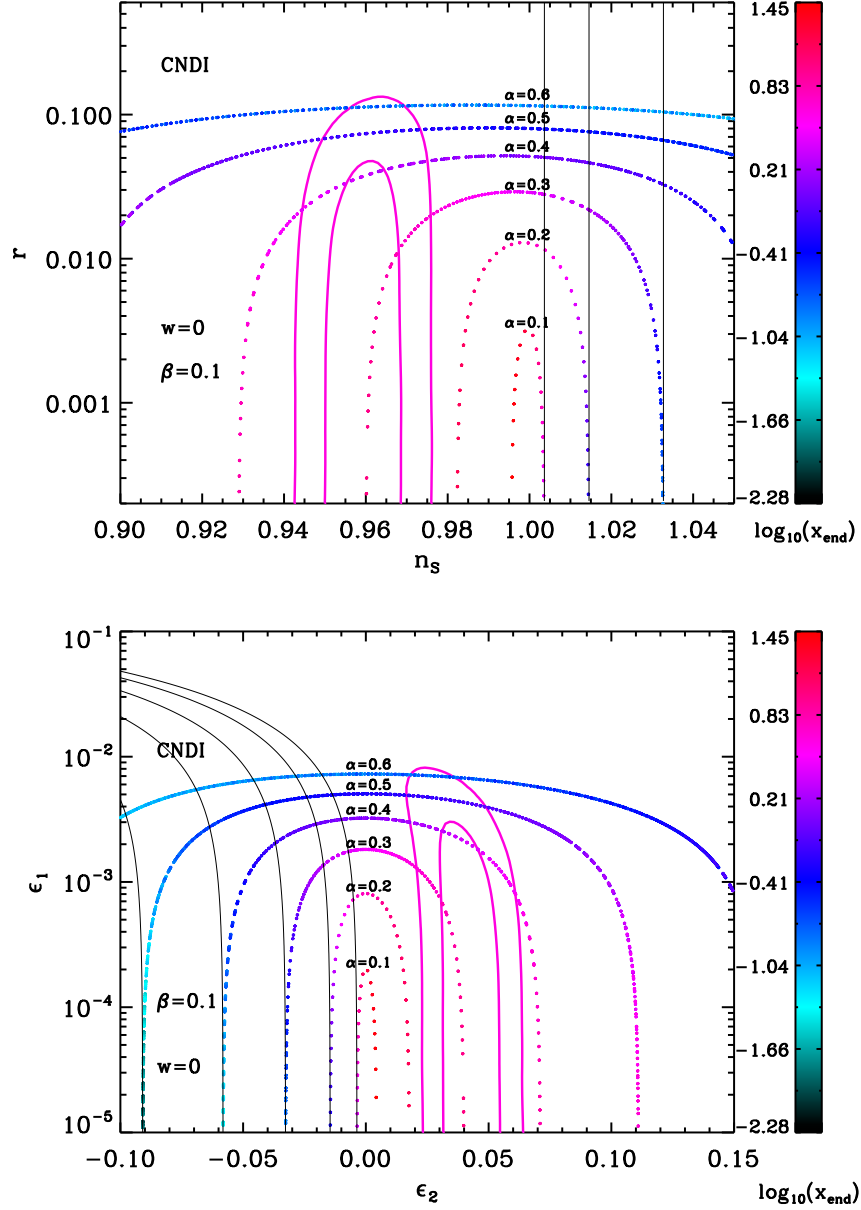 CNDI
w=0
β=0.1
α=0.6
α=0.5
α=0.4
α=0.3
α=0.2
α=0.1
r
0.100
0.010
0.001
0.90 0.92 0.94 0.96 0.98 1.00 1.02 1.04
n_S
1.45
0.83
0.21
−0.41
−1.04
−1.66
−2.28
log₁₀(x_end)
CNDI
β=0.1
w=0
α=0.6
α=0.5
α=0.4
α=0.3
α=0.2
α=0.1
ϵ₁
10⁻¹
10⁻²
10⁻³
10⁻⁴
10⁻⁵
−0.10 −0.05 0.00 0.05 0.10 0.15
ϵ₂
1.45
0.83
0.21
−0.41
−1.04
−1.66
−2.28
log₁₀(x_end)